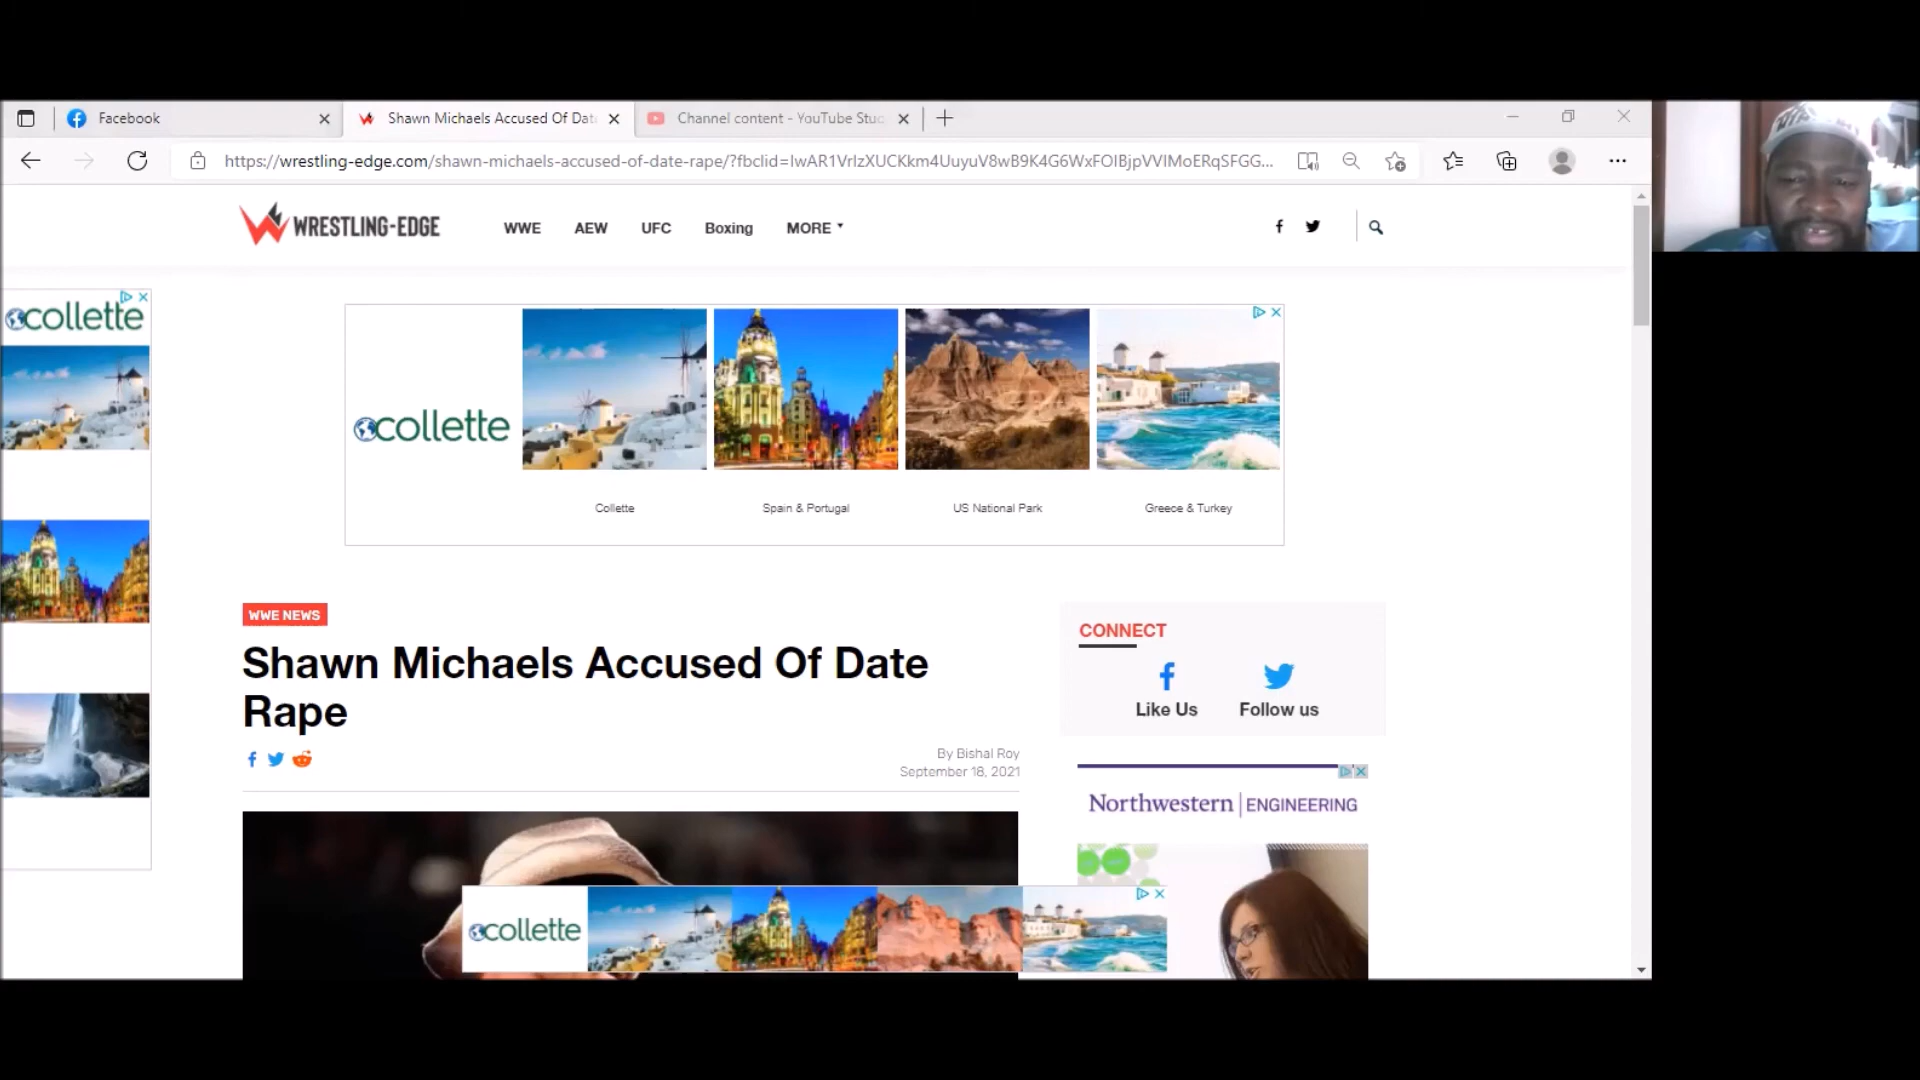 Facebook
Shawn Michaels Accused Of Dat
Channel content - YouTube Stuc
https://wrestling-edge.com/shawn-michaels-accused-of-date-rape/?fbclid=IwAR1VrIzXUCKkm4UuyuV8wB9K4G6WxFOIBjpVVIMoERqSFGG...
WRESTLING-EDGE
WWE
AEW
UFC
Boxing
MORE
collette
collette
Collette
Spain & Portugal
US National Park
Greece & Turkey
WWE NEWS
Shawn Michaels Accused Of Date
Rape
By Bishal Roy
September 18, 2021
CONNECT
Like Us
Follow us
Northwestern | ENGINEERING
collette